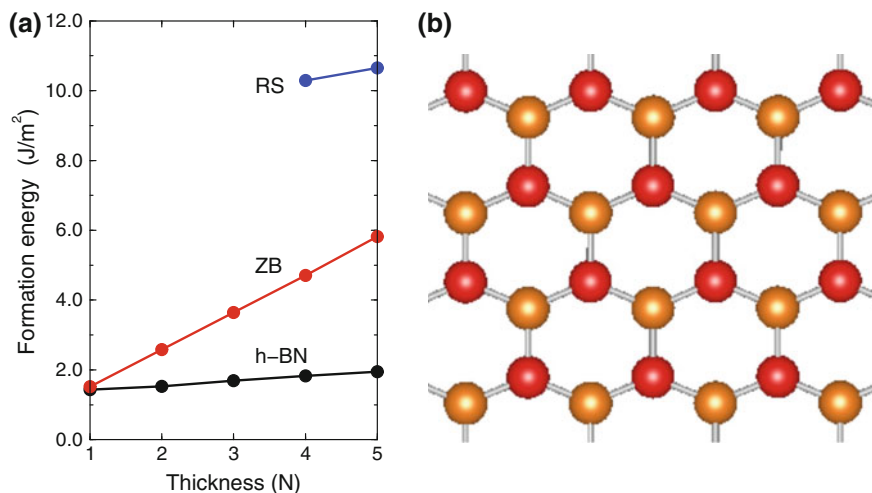 (a)
12.0
10.0
8.0
6.0
4.0
2.0
0.0
Formation energy (J/m²)
RS
ZB
h−BN
1
2
3
4
5
Thickness (N)
(b)